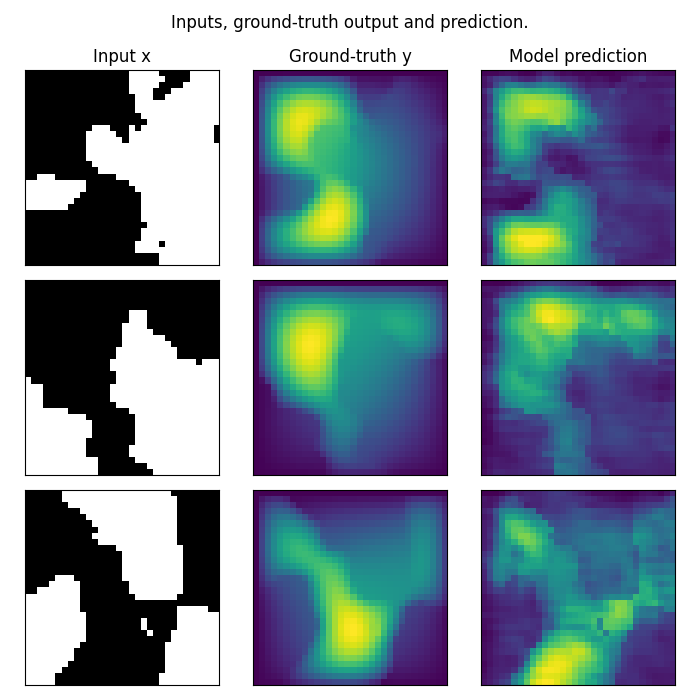 Inputs, ground-truth output and prediction.
Input x
Ground-truth y
Model prediction